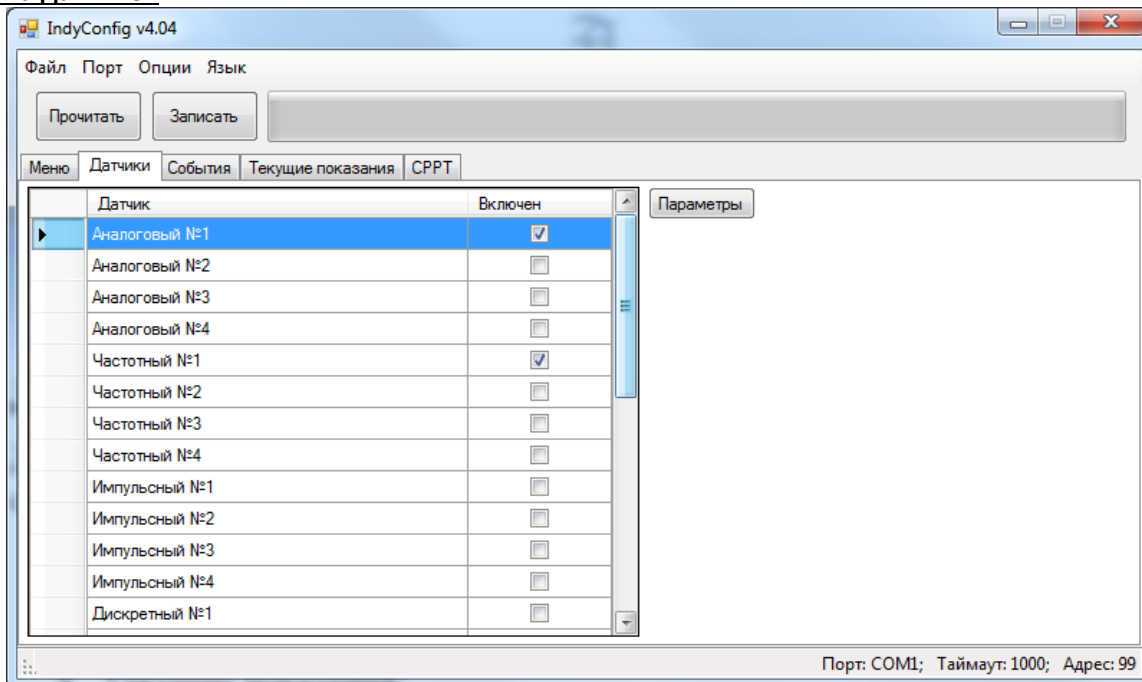 IndyConfig v4.04
Файл Порт Опции Язык
Прочитать Записать
Меню Датчики События Текущие показания СРРТ
Датчик Включен Параметры
Аналоговый №1
Аналоговый №2
Аналоговый №3
Аналоговый №4
Частотный №1
Частотный №2
Частотный №3
Частотный №4
Импульсный №1
Импульсный №2
Импульсный №3
Импульсный №4
Дискретный №1
Порт: COM1; Таймаут: 1000; Адрес: 99